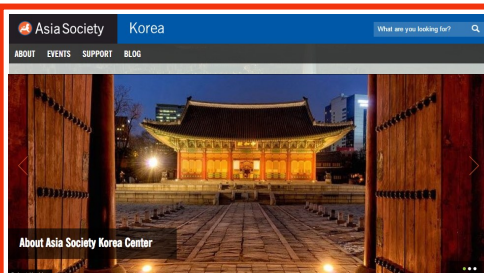 Asia Society
Korea
What are you looking for?
ABOUT EVENTS SUPPORT BLOG
About Asia Society Korea Center